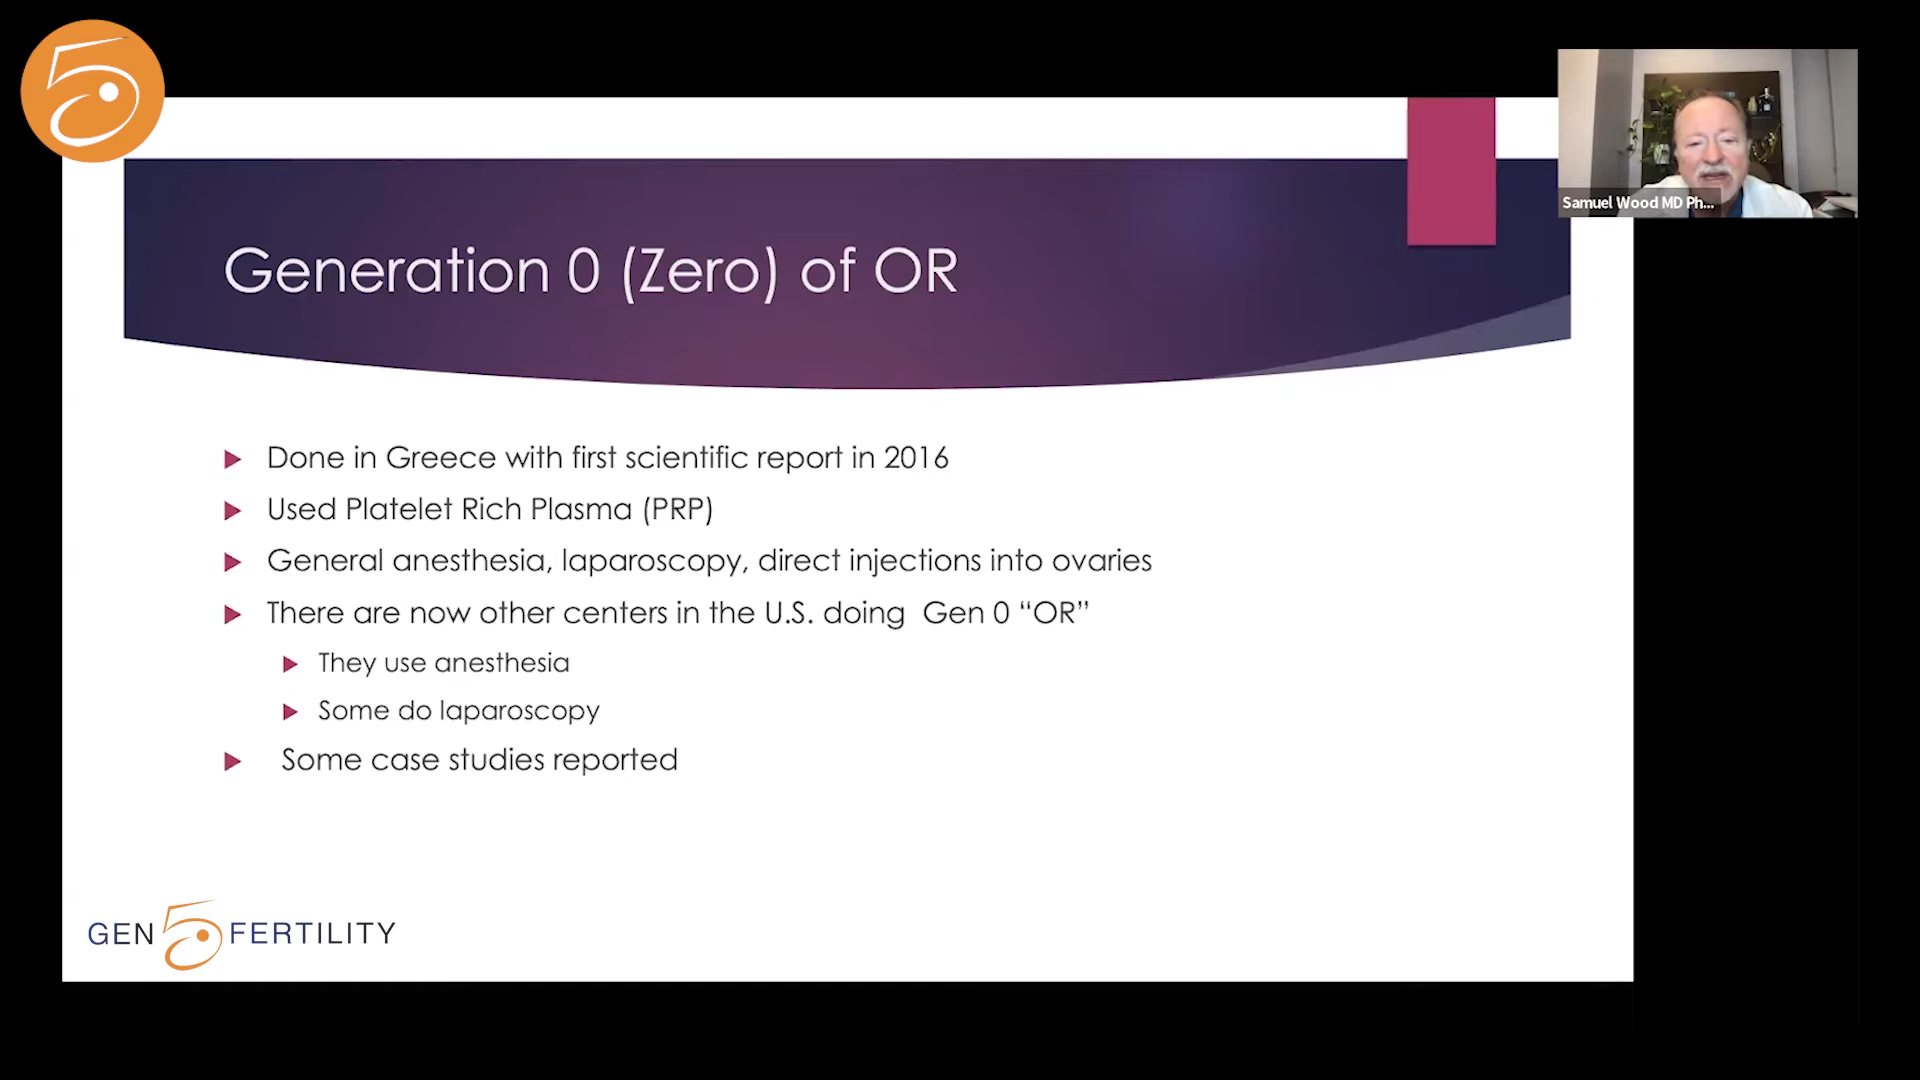 Samuel Wood MD Ph...
Generation 0 (Zero) of OR
Done in Greece with first scientific report in 2016
Used Platelet Rich Plasma (PRP)
General anesthesia, laparoscopy, direct injections into ovaries
There are now other centers in the U.S. doing  Gen 0 “OR”
They use anesthesia
Some do laparoscopy
Some case studies reported
GEN 5 FERTILITY